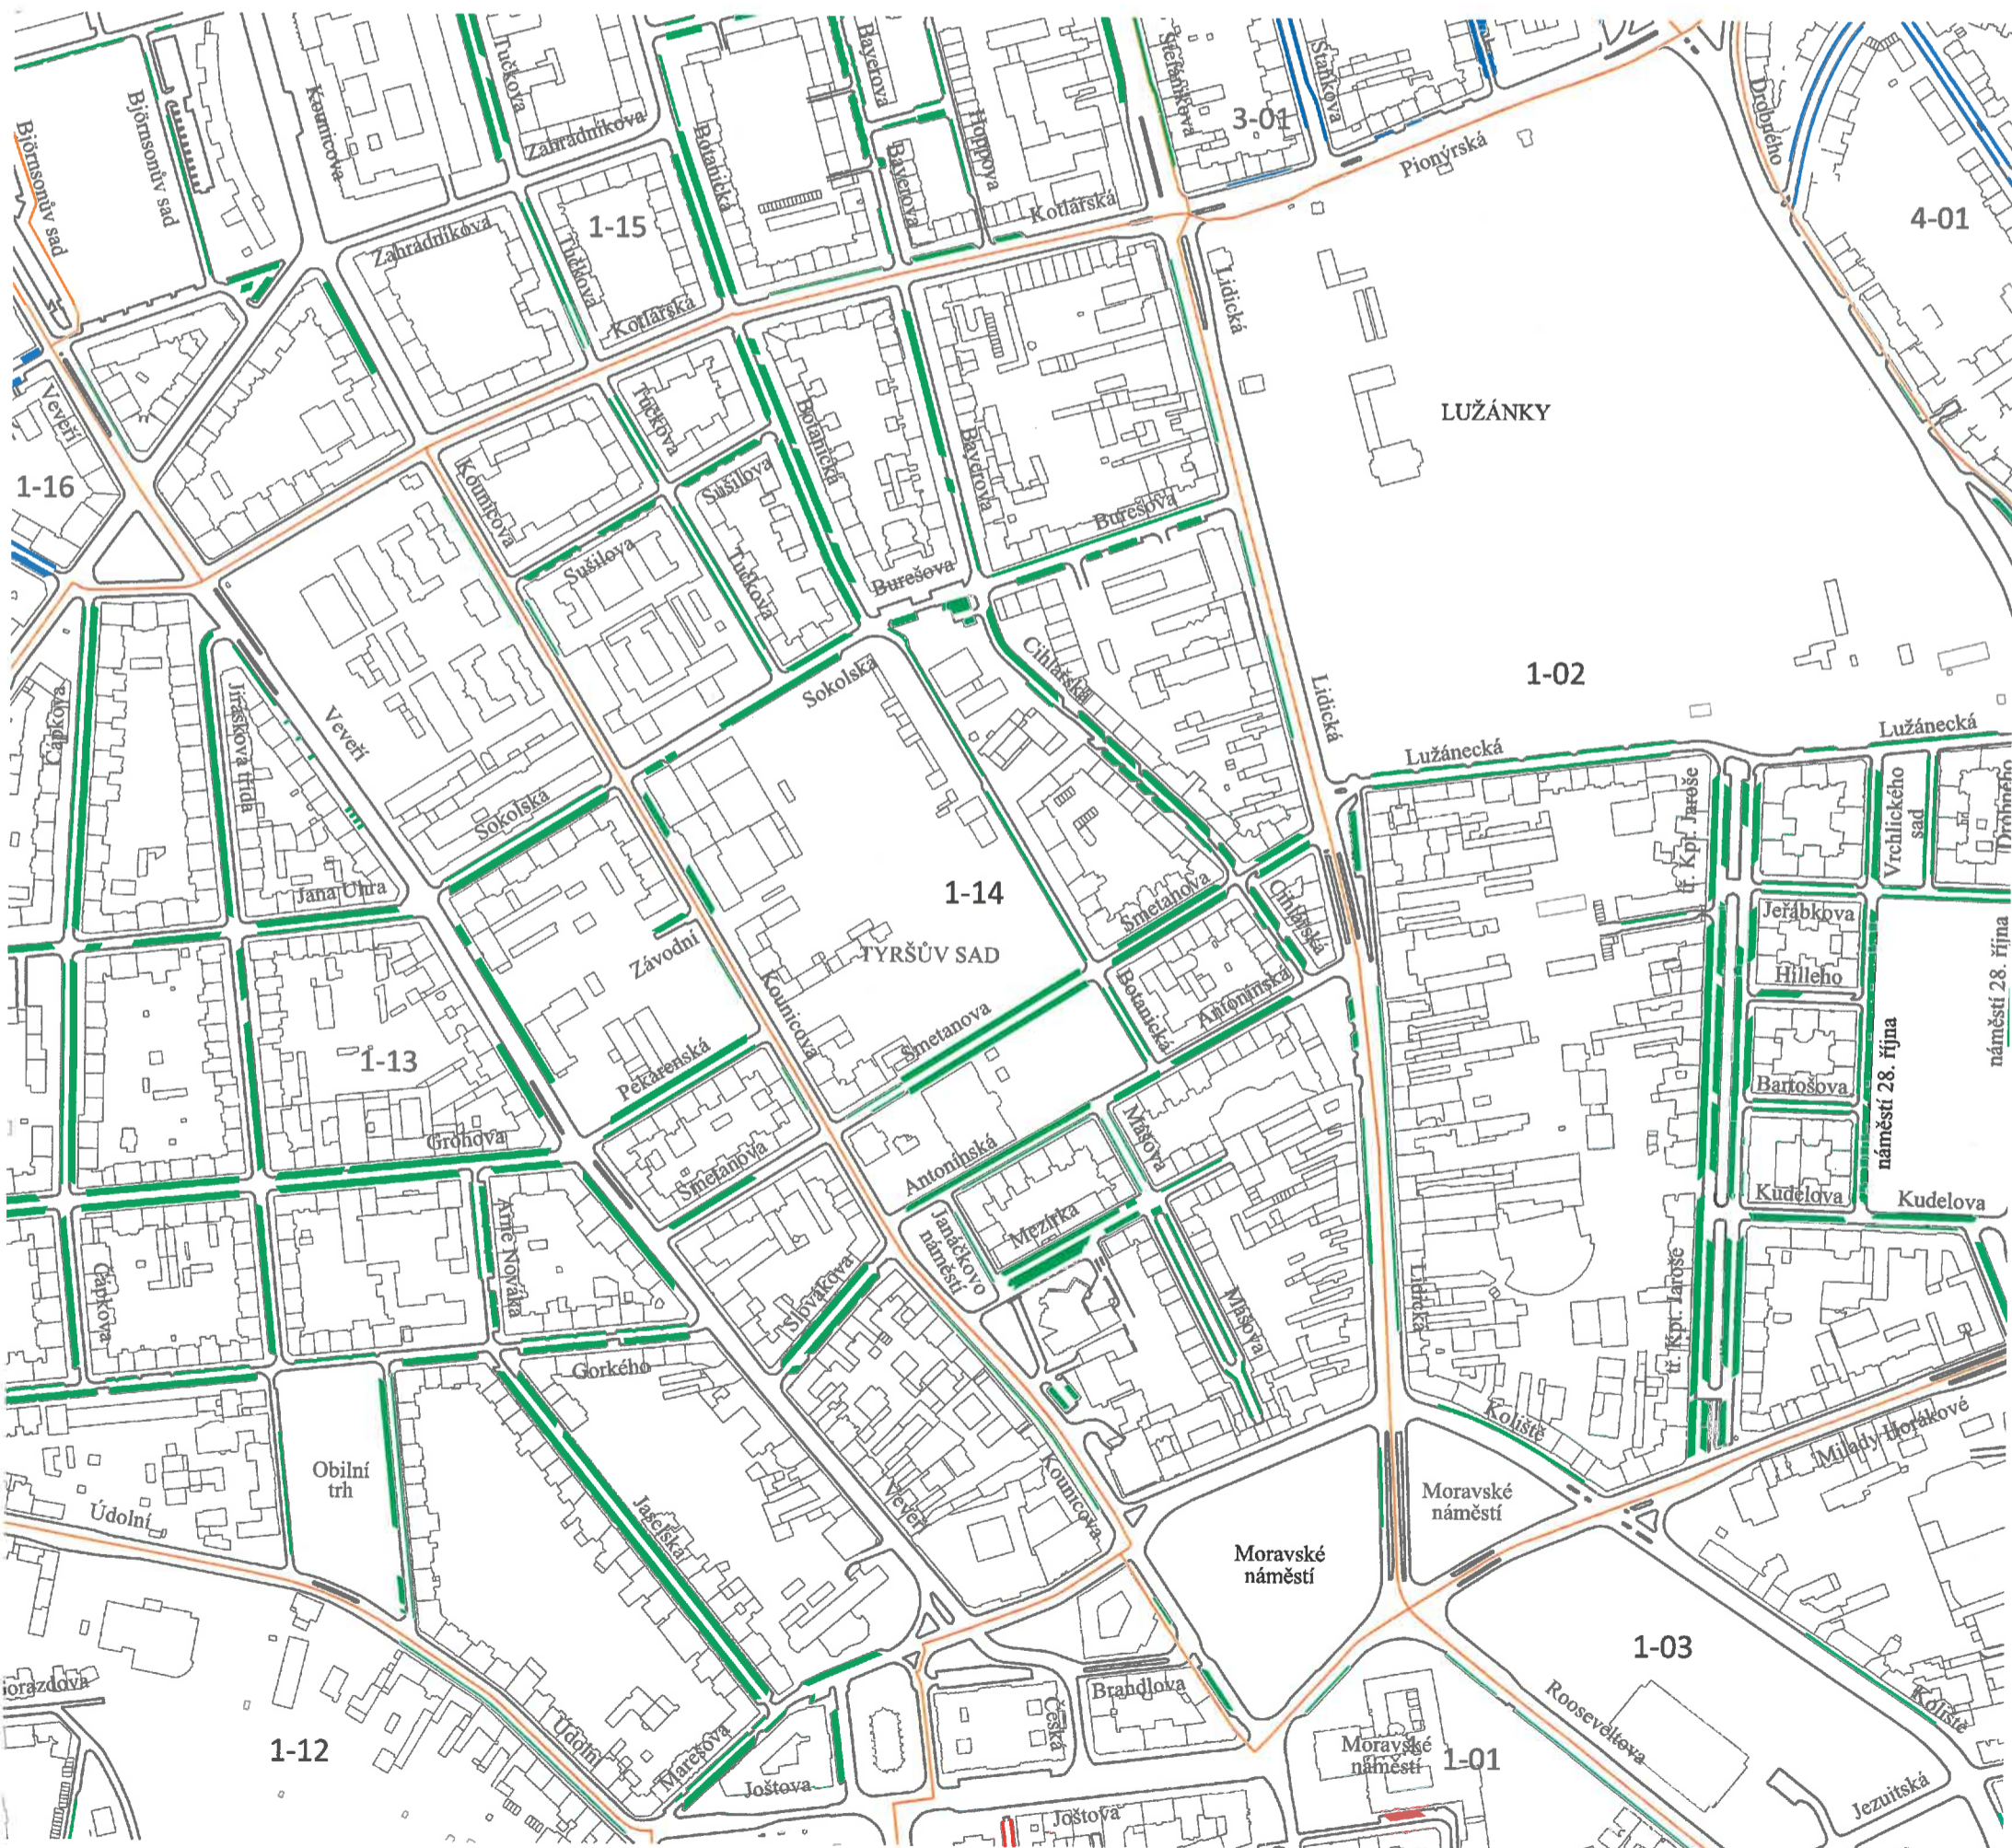 Tučkova
Bayerova
Štefánikova
Staňkova
Drobného
Björnsonův sad
Björnsonův sad
Kounicova
Zahradníkova
Botanická
Bayerova
Hoppova
3-01
Pionýrská
4-01
Zahradníkova
Tučkova
1-15
Kotlářská
Kotlářská
Lidická
LUŽÁNKY
Veveří
Tučkova
Botanická
Bayerova
1-16
Kounicova
Sušilova
Burešova
Sušilova
Tučkova
Burešova
Cihlářská
Sokolská
Lidická
1-02
Čápkova
Jiráskova třída
Veveří
Lužánecká
Lužánecká
Sokolská
tř. Kpt. Jaroše
Vrchlického
sad
Drobného
Jana Uhra
1-14
Smetanova
Cihlářská
Jeřábkova
Závodní
TYRŠŮV SAD
Kounicova
Botanická
Antonínská
Hilleho
náměstí 28. října
1-13
Pekárenská
Smetanova
Bartošova
náměstí 28. října
Grohova
Smetanova
Antonínská
Mášova
Kudelova
Kudelova
Čápkova
Arne Nováka
Slovákova
Janáčkovo
náměstí
Mezírka
Mášova
Lidická
tř. Kpt. Jaroše
Gorkého
Koliště
Milady Horákové
Obilní
trh
Údolní
Jaselská
Veveří
Kounicova
Moravské
náměstí
Moravské
náměstí
1-03
Brandlova
Česká
Rooseveltova
Koliště
1-12
Údolní
Marešova
Joštova
Joštova
Moravské
náměstí
1-01
Jezuitská